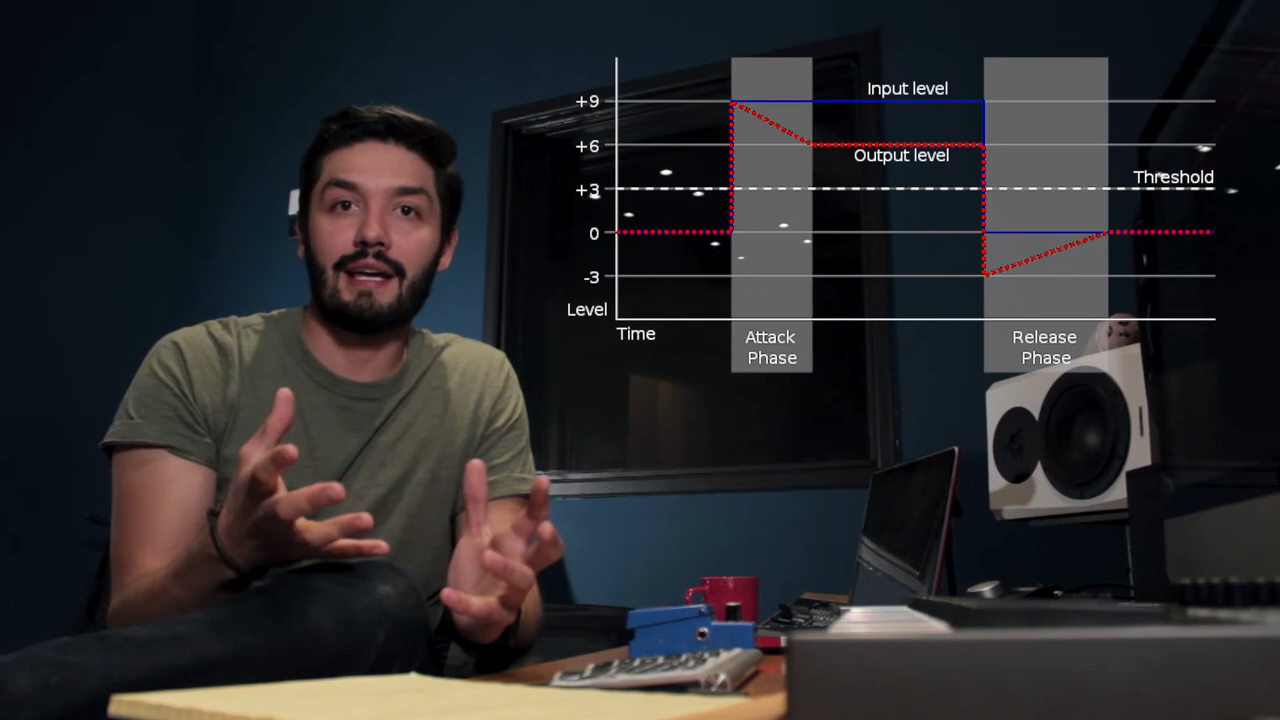 Input level
+9
+6
Output level
Threshold
+3
0
-3
Level
Time
Attack
Phase
Release
Phase